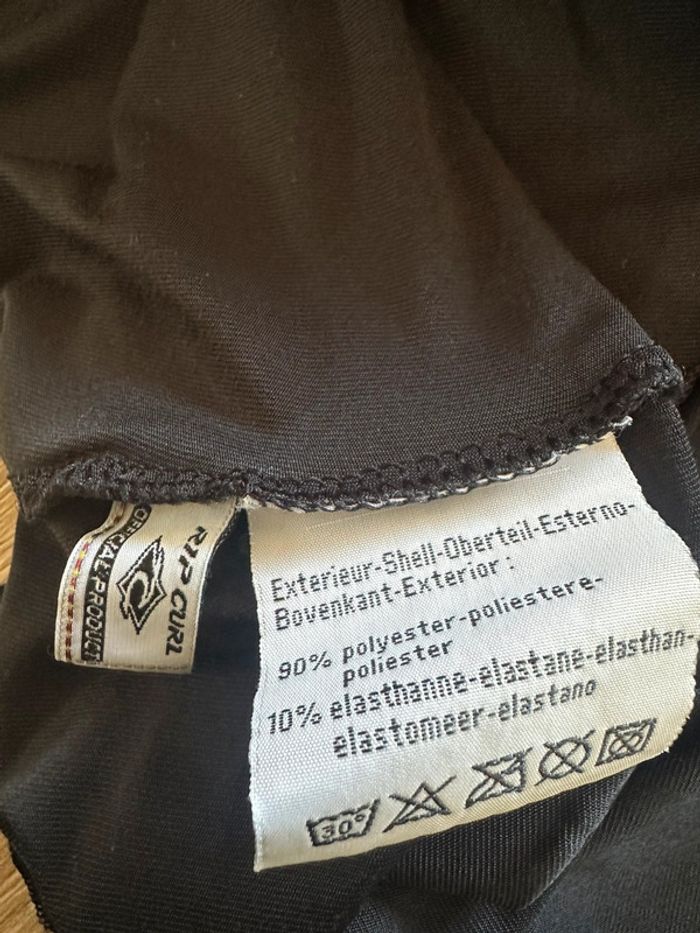 RIP CURL
OFFICIAL PRODUCT
Exterieur-Shell-Oberteil-Esterno-
Bovenkant-Exterior:
90% polyester-poliestere-
poliester
10% elasthanne-elastane-elasthan-
elastomeer-elastano
30°